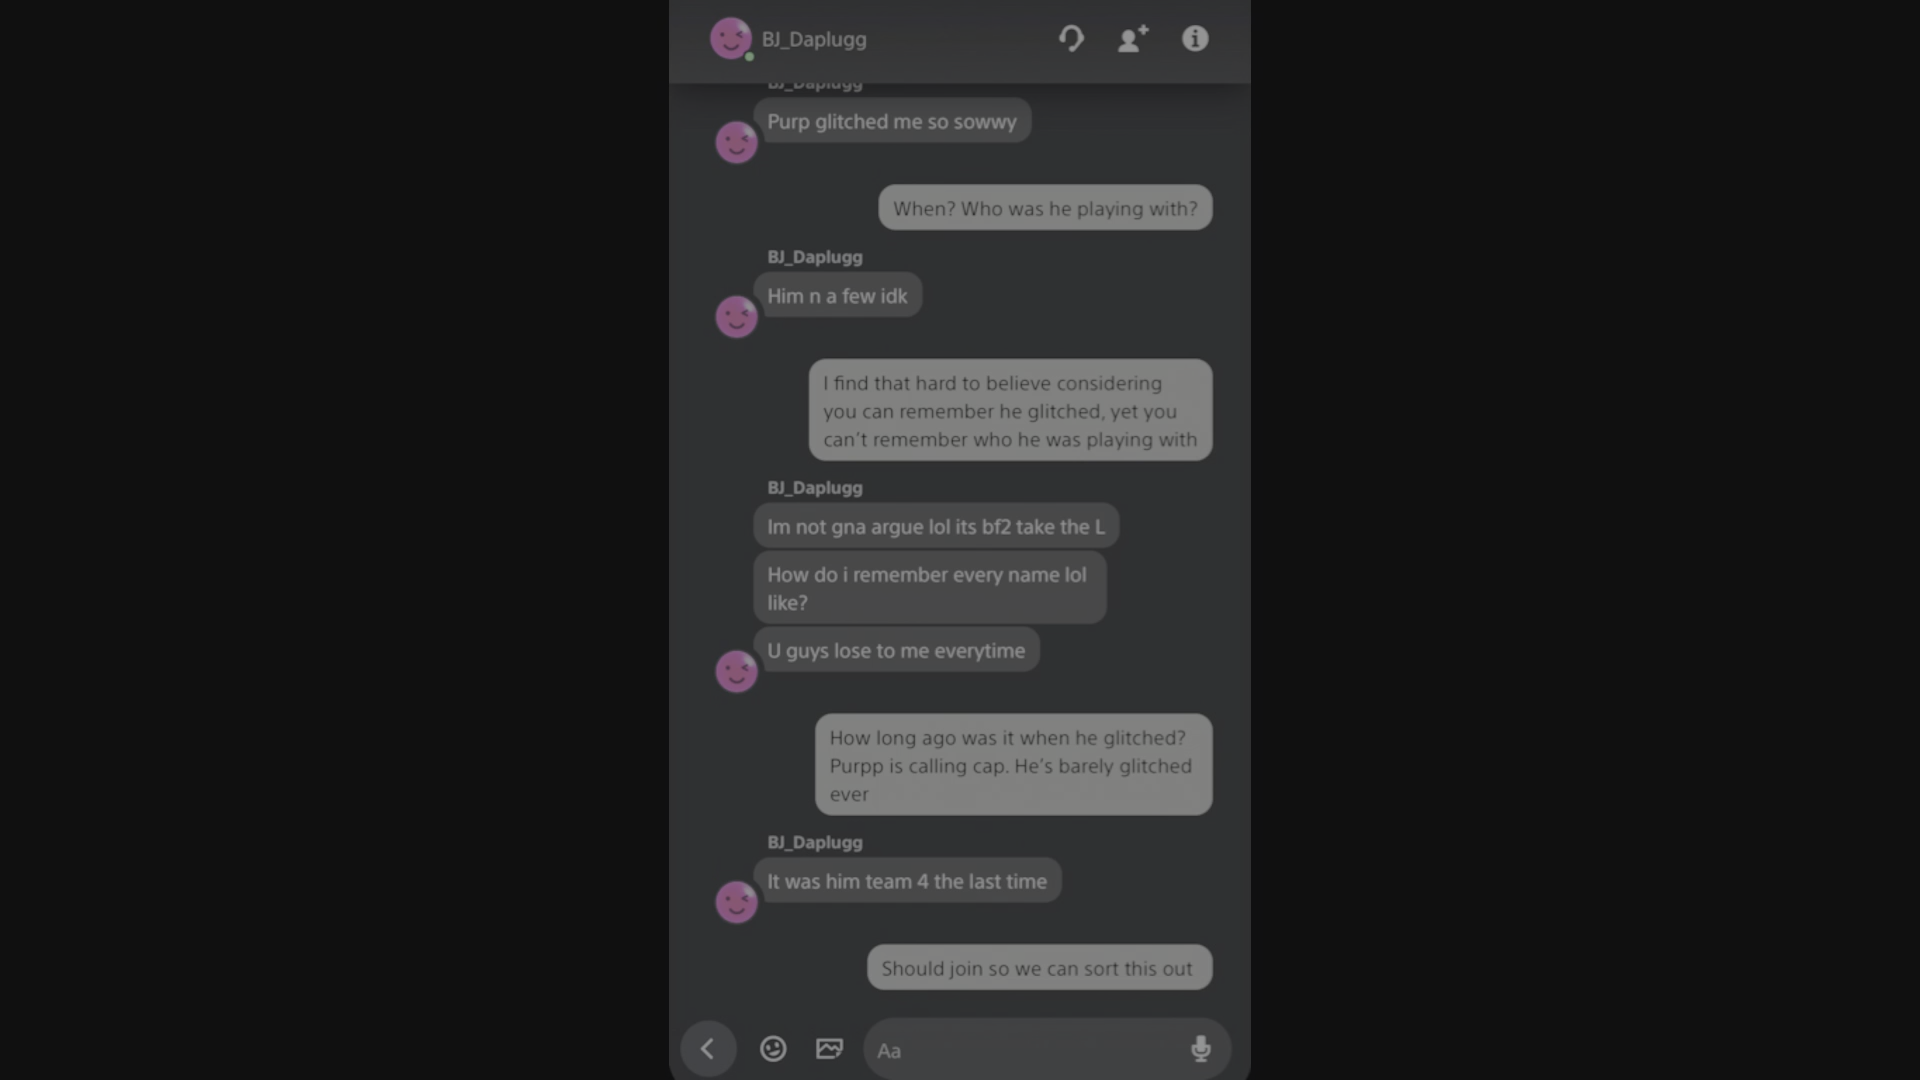 BJ_Daplugg
BJ_Daplugg
Purp glitched me so sowwy
When? Who was he playing with?
BJ_Daplugg
Him n a few idk
I find that hard to believe considering
you can remember he glitched, yet you
can't remember who he was playing with
BJ_Daplugg
Im not gna argue lol its bf2 take the L
How do i remember every name lol
like?
U guys lose to me everytime
How long ago was it when he glitched?
Purpp is calling cap. He's barely glitched
ever
BJ_Daplugg
It was him team 4 the last time
Should join so we can sort this out
Aa